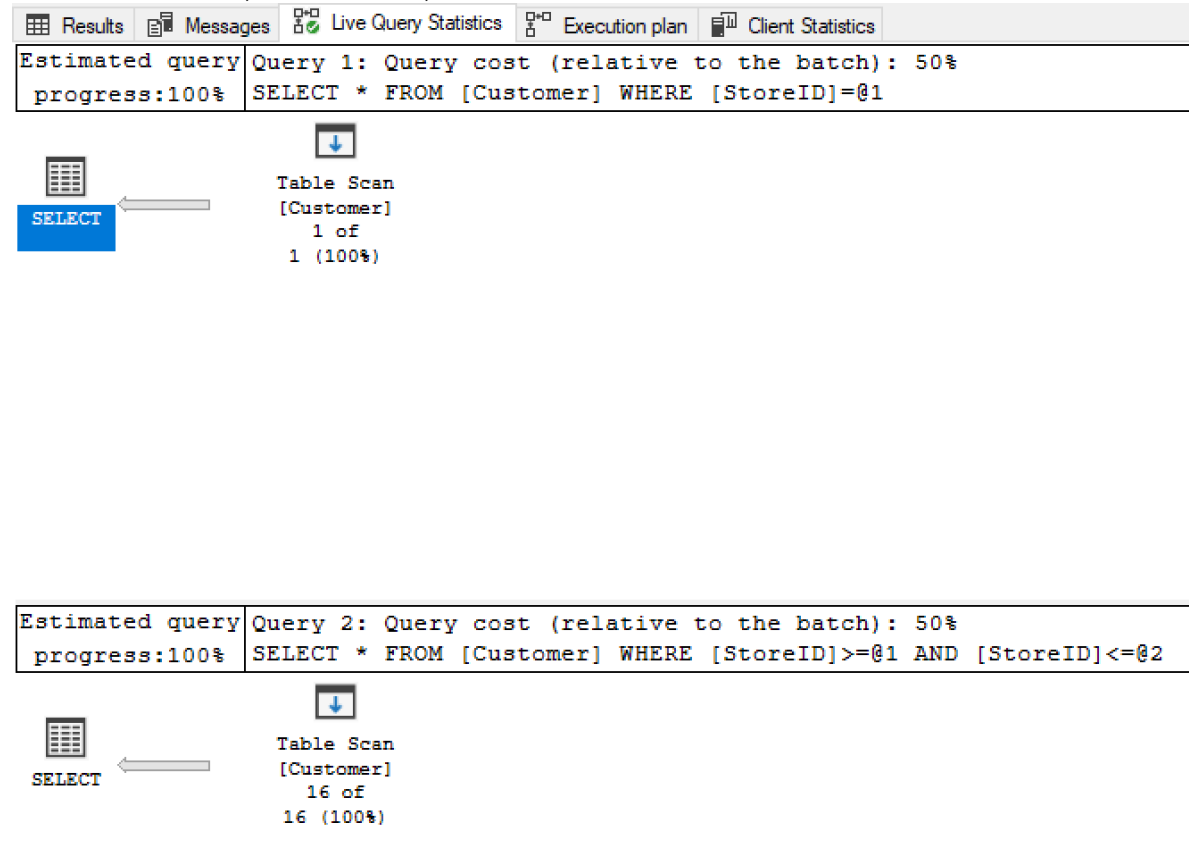 Results Messages Live Query Statistics Execution plan Client Statistics
Estimated query Query 1: Query cost (relative to the batch): 50%
progress:100% SELECT * FROM [Customer] WHERE [StoreID]=@1
Table Scan
[Customer]
SELECT
1 of
1 (100%)
Estimated query Query 2: Query cost (relative to the batch): 50%
progress:100% SELECT * FROM [Customer] WHERE [StoreID]>=@1 AND [StoreID]<=@2
Table Scan
[Customer]
SELECT
16 of
16 (100%)